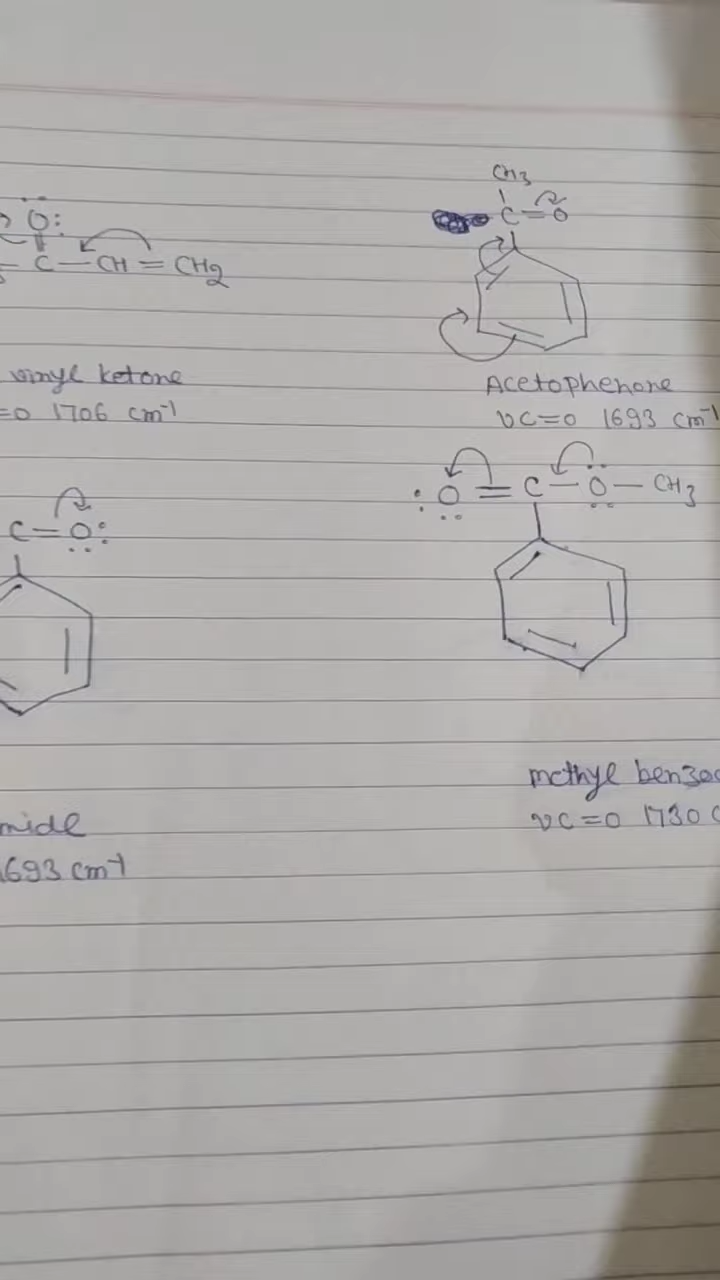 CH3
C=O
O:
C — CH = CH2
vinyl ketone
=O 1706 cm-1
Acetophenone
νC=O 1693 cm-1
:O = C — O — CH3
C=O:
methyl
νC=O 1730
693 cm-1